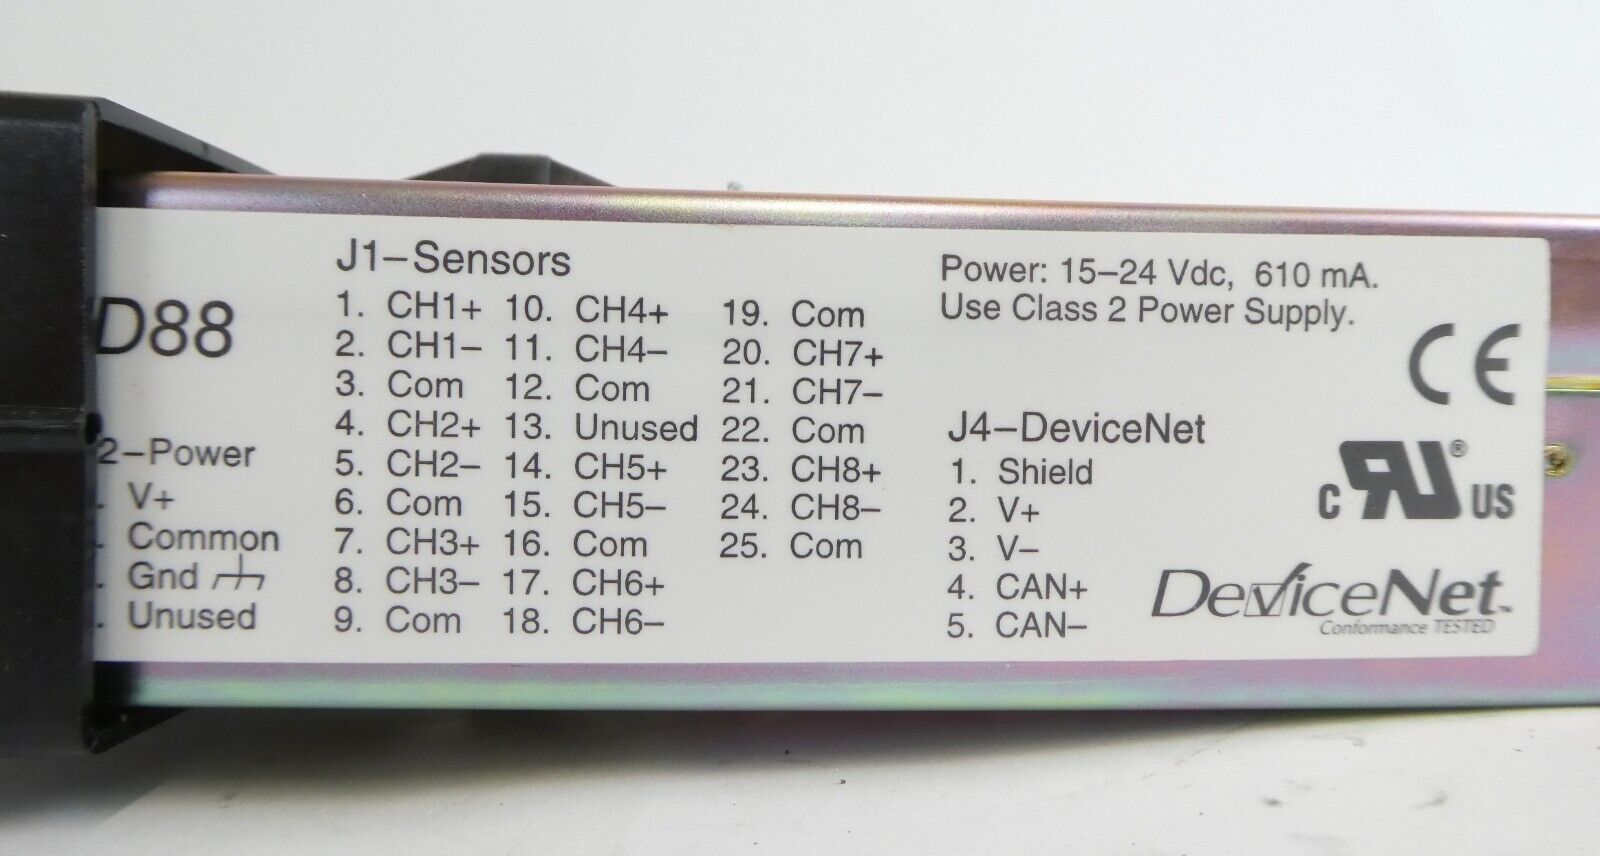 D88
2–Power
V+
Common
Gnd
Unused
J1–Sensors
1. CH1+ 10. CH4+ 19. Com
2. CH1– 11. CH4– 20. CH7+
3. Com 12. Com 21. CH7–
4. CH2+ 13. Unused 22. Com
5. CH2– 14. CH5+ 23. CH8+
6. Com 15. CH5– 24. CH8–
7. CH3+ 16. Com 25. Com
8. CH3– 17. CH6+
9. Com 18. CH6–
Power: 15–24 Vdc, 610 mA.
Use Class 2 Power Supply.
J4–DeviceNet
1. Shield
2. V+
3. V–
4. CAN+
5. CAN–
CE
C RU® US
DeviceNet™
Conformance TESTED